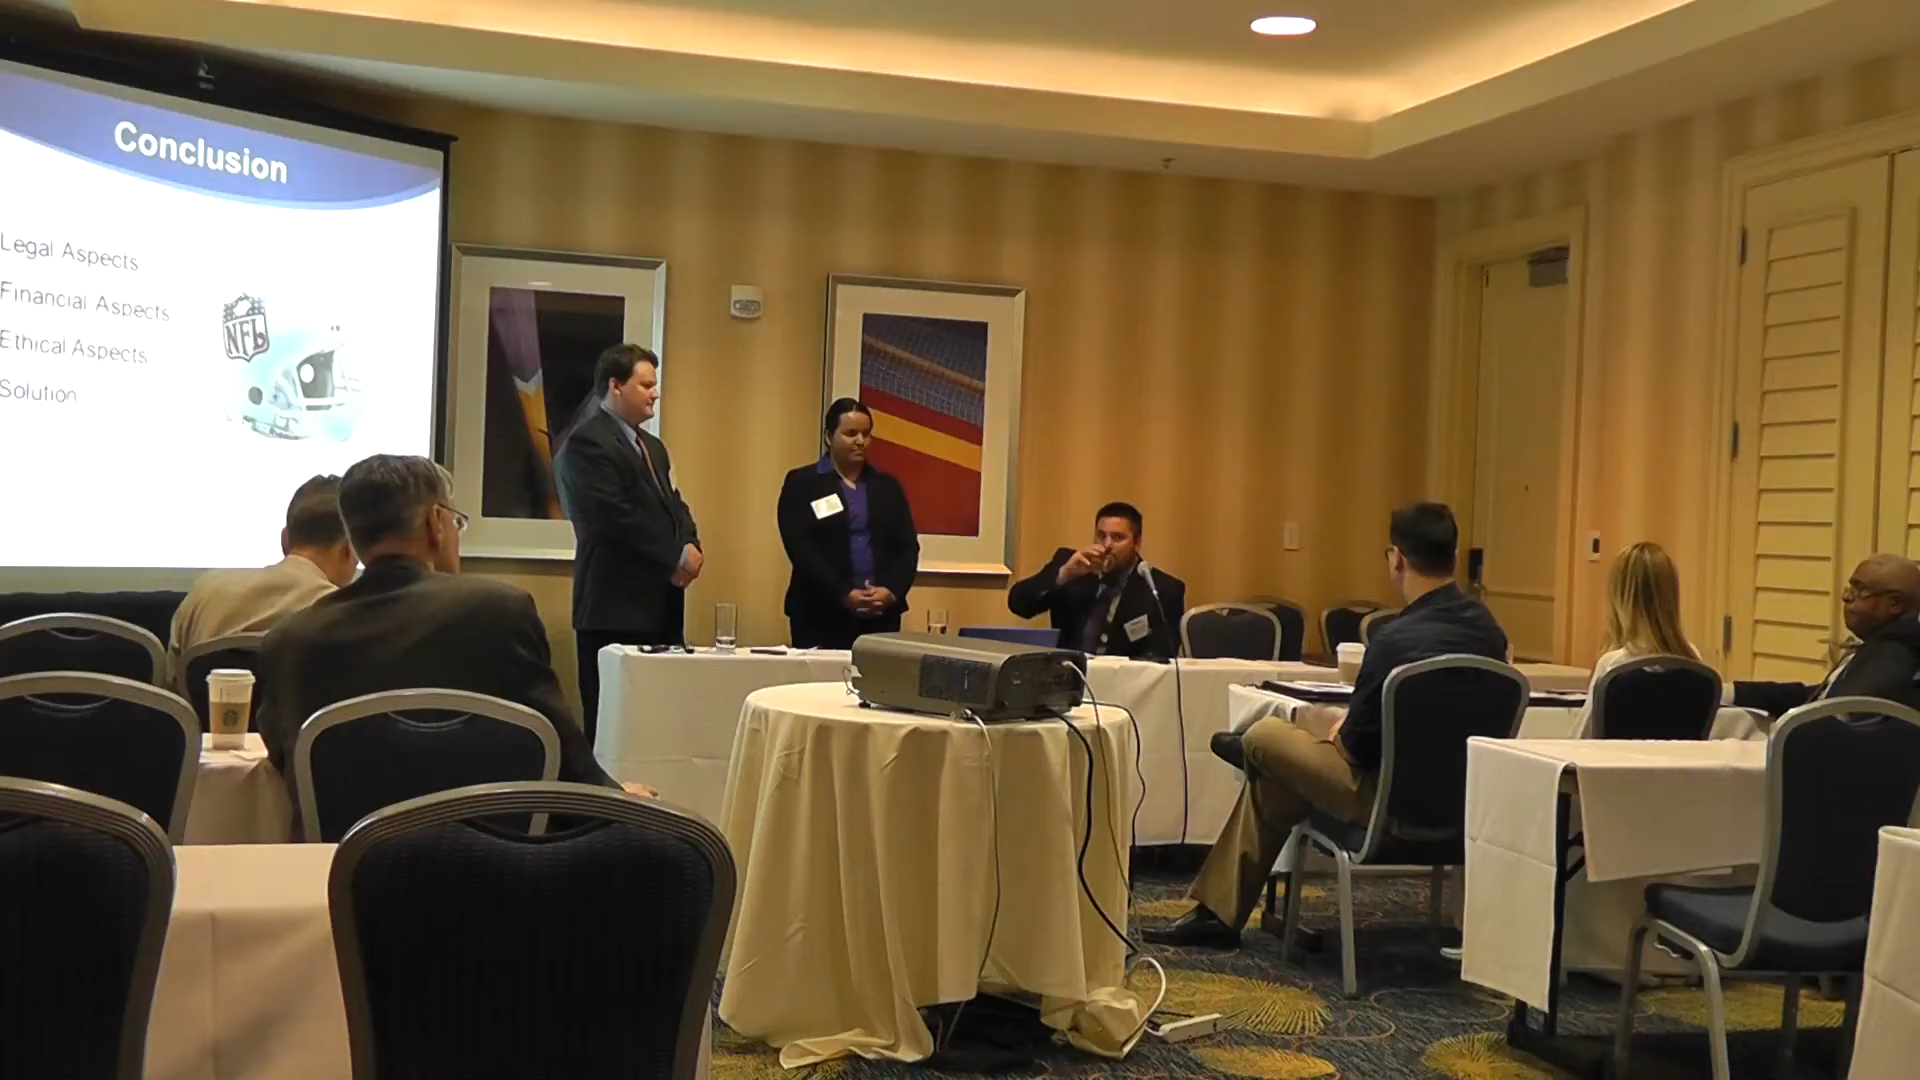 Conclusion
Legal Aspects
Financial Aspects
Ethical Aspects
Solution
NFL